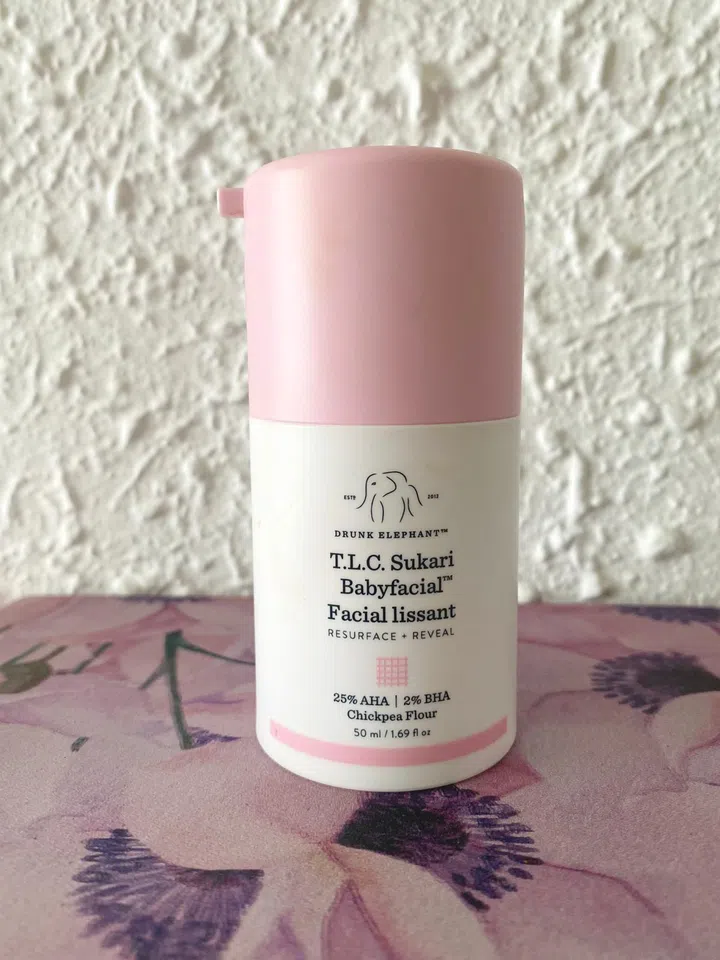 ESTD 2012
DRUNK ELEPHANT™
T.L.C. Sukari
Babyfacial™
Facial lissant
RESURFACE + REVEAL
25% AHA | 2% BHA
Chickpea Flour
50 ml / 1.69 fl oz